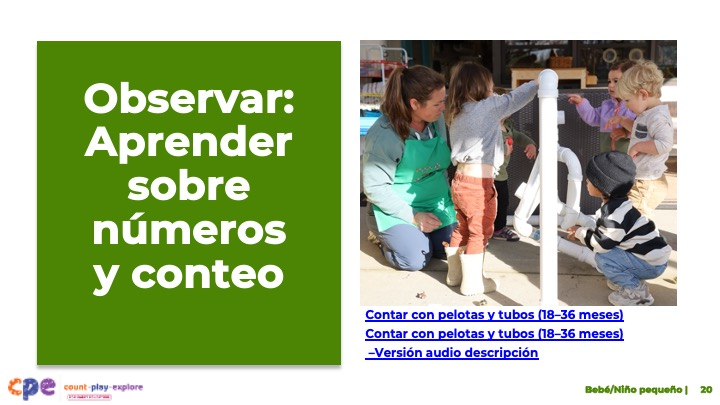 Observar:
Aprender
sobre
números
y conteo
Contar con pelotas y tubos (18–36 meses)
Contar con pelotas y tubos (18–36 meses)
–Versión audio descripción
cpe count·play·explore
Bebé/Niño pequeño | 20